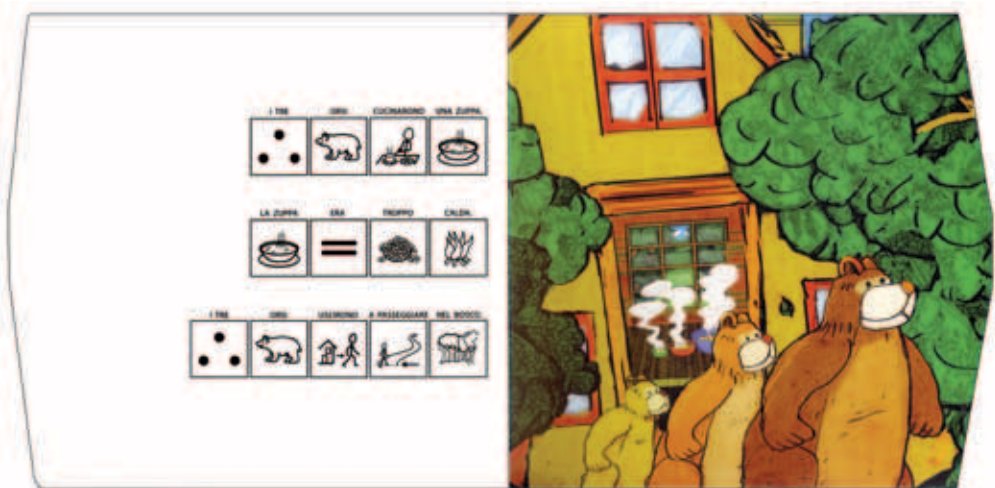 I TRE ORSI CUCINARONO UNA ZUPPA.
LA ZUPPA ERA TROPPO CALDA.
I TRE ORSI USCIRONO A PASSEGGIARE NEL BOSCO.